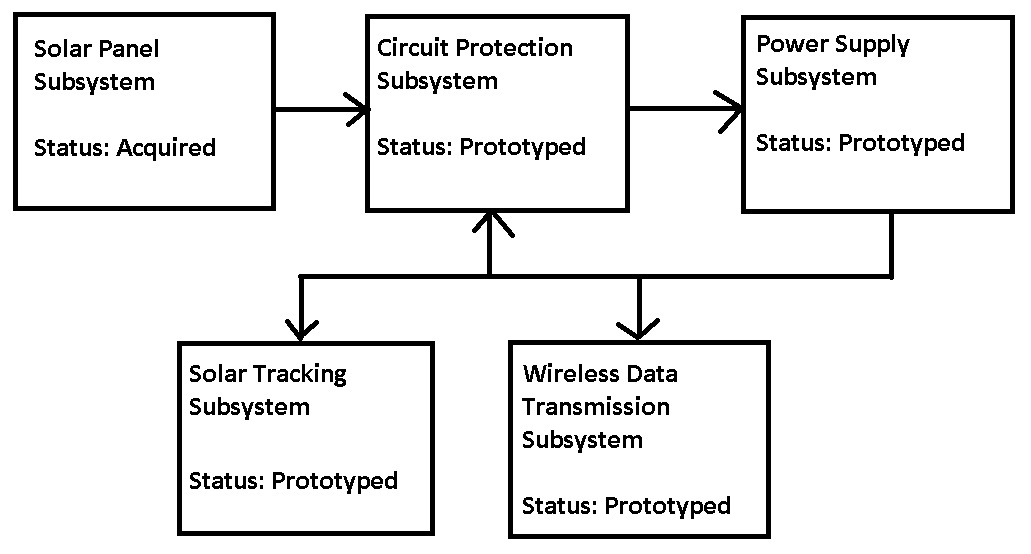 Solar Panel
Subsystem
Status: Acquired
Circuit Protection
Subsystem
Status: Prototyped
Power Supply
Subsystem
Status: Prototyped
Solar Tracking
Subsystem
Status: Prototyped
Wireless Data
Transmission
Subsystem
Status: Prototyped